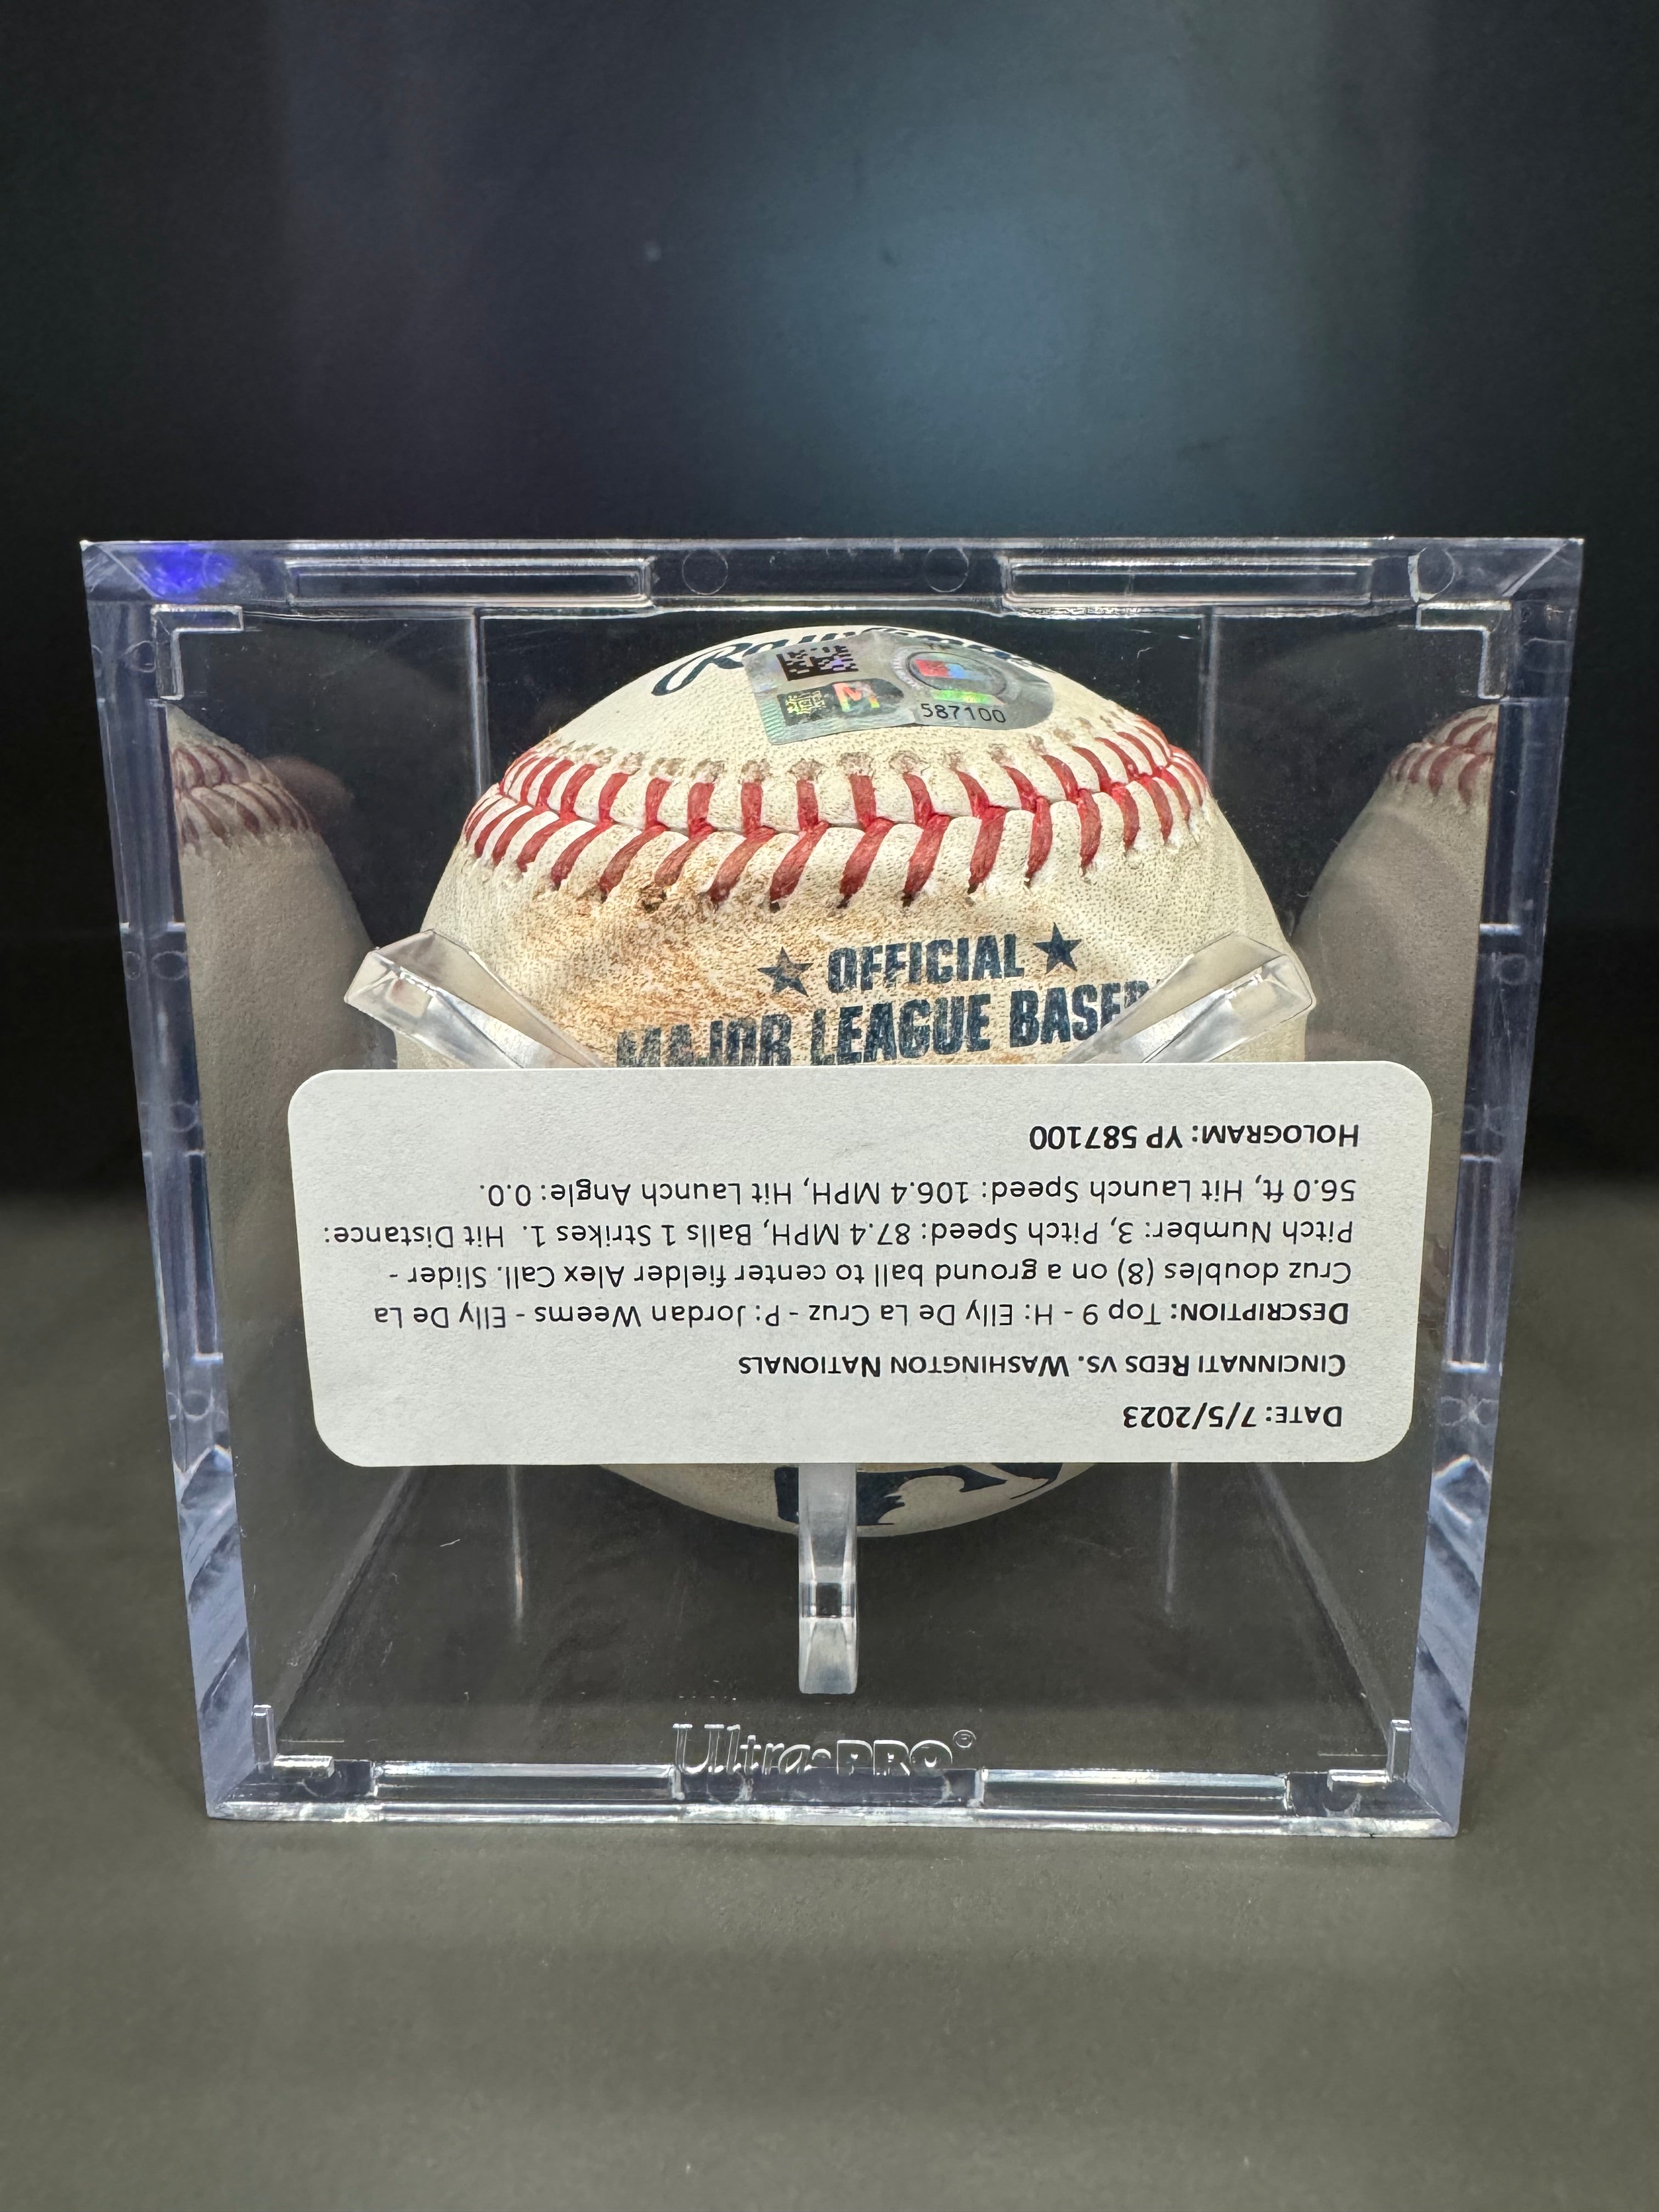 587100
★ OFFICIAL ★
MAJOR LEAGUE
DATE: 7/5/2023
CINCINNATI REDS VS. WASHINGTON NATIONALS
DESCRIPTION: Top 9 - H: Elly De La Cruz - P: Jordan Weems - Elly De La
Cruz doubles (8) on a ground ball to center fielder Alex Call. Slider -
Pitch Number: 3, Pitch Speed: 87.4 MPH, Balls 1 Strikes 1. Hit Distance:
56.0 ft, Hit Launch Speed: 106.4 MPH, Hit Launch Angle: 0.0.
HOLOGRAM: YP 587100
Ultra•PRO®